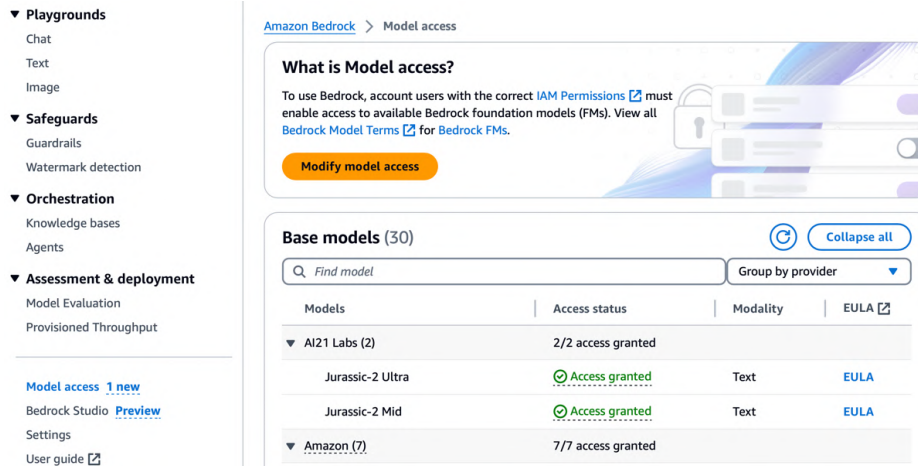 Playgrounds
Chat
Text
Image
Safeguards
Guardrails
Watermark detection
Orchestration
Knowledge bases
Agents
Assessment & deployment
Model Evaluation
Provisioned Throughput
Model access 1 new
Bedrock Studio Preview
Settings
User guide
Amazon Bedrock > Model access
What is Model access?
To use Bedrock, account users with the correct IAM Permissions must
enable access to available Bedrock foundation models (FMs). View all
Bedrock Model Terms for Bedrock FMs.
Modify model access
Base models (30)
Collapse all
Find model
Group by provider
Models Access status Modality EULA
AI21 Labs (2) 2/2 access granted
Jurassic-2 Ultra Access granted Text EULA
Jurassic-2 Mid Access granted Text EULA
Amazon (7) 7/7 access granted